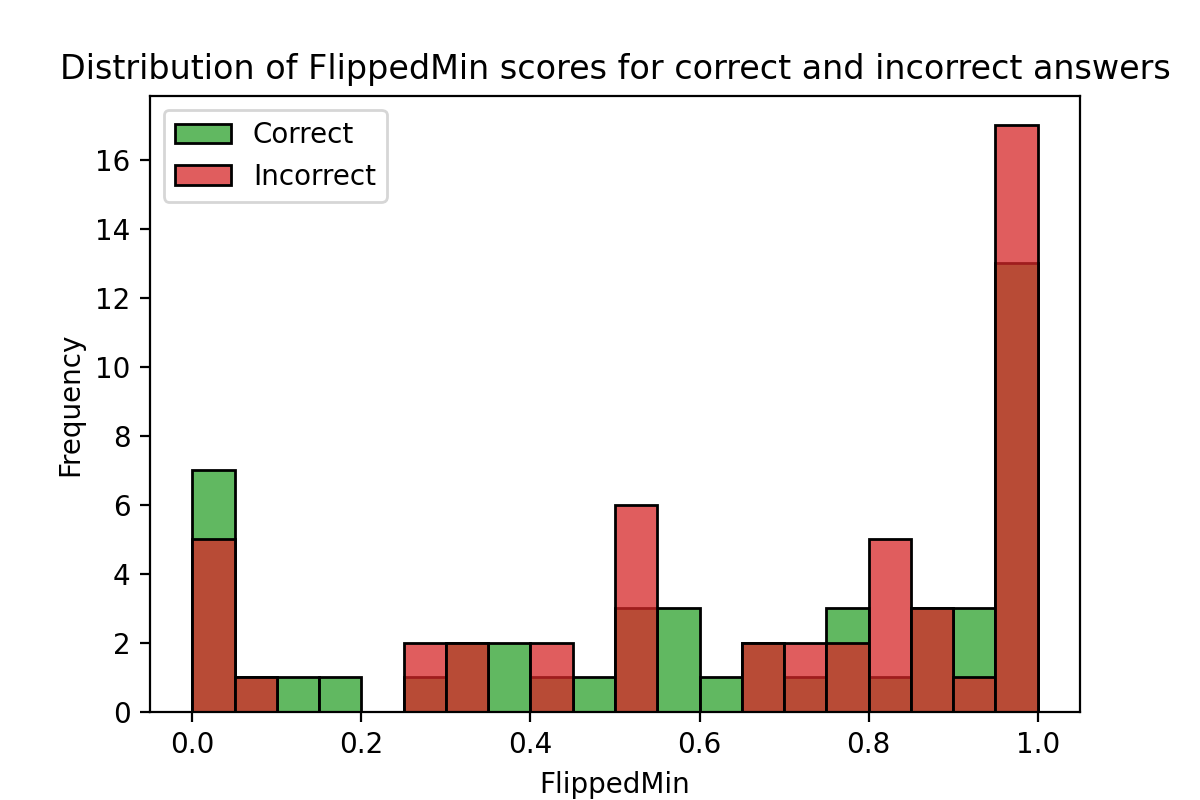 Distribution of FlippedMin scores for correct and incorrect answers
Correct
Incorrect
16
14
12
10
8
6
4
2
0
Frequency
0.0 0.2 0.4 0.6 0.8 1.0
FlippedMin